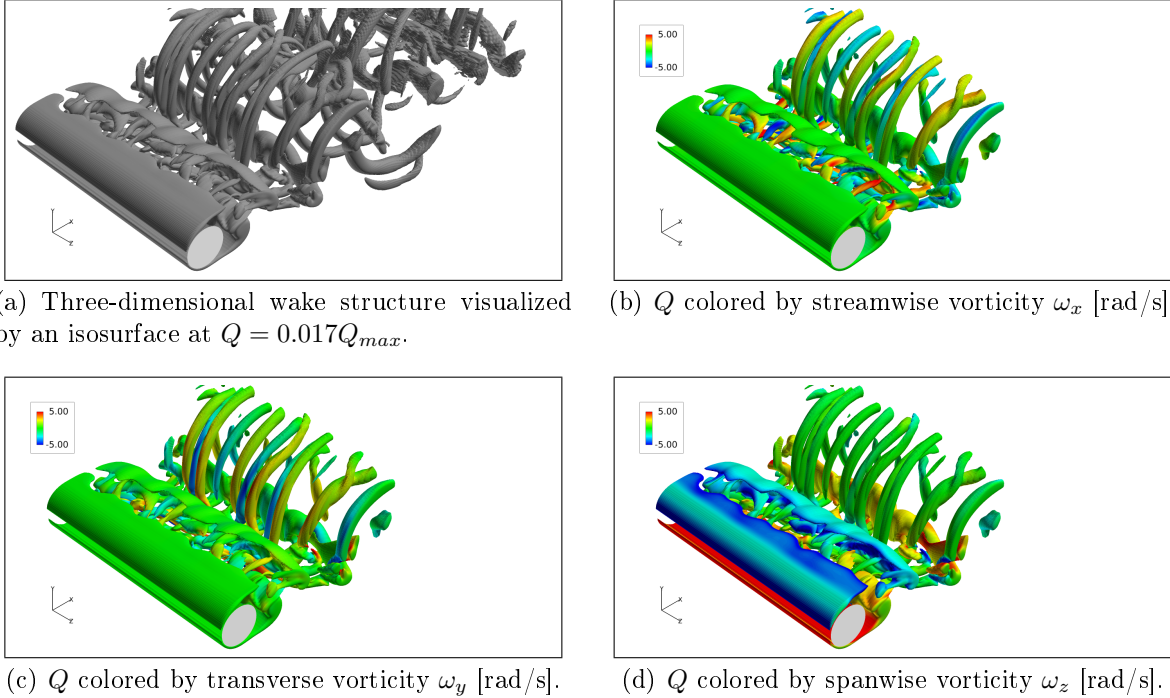 5.00
-5.00
Y
X
Z
Y
X
Z
a) Three-dimensional wake structure visualized
by an isosurface at Q = 0.017Q_max.
(b) Q colored by streamwise vorticity ω_x [rad/s]
5.00
-5.00
5.00
-5.00
Y
X
Z
Y
X
Z
(c) Q colored by transverse vorticity ω_y [rad/s].
(d) Q colored by spanwise vorticity ω_z [rad/s].